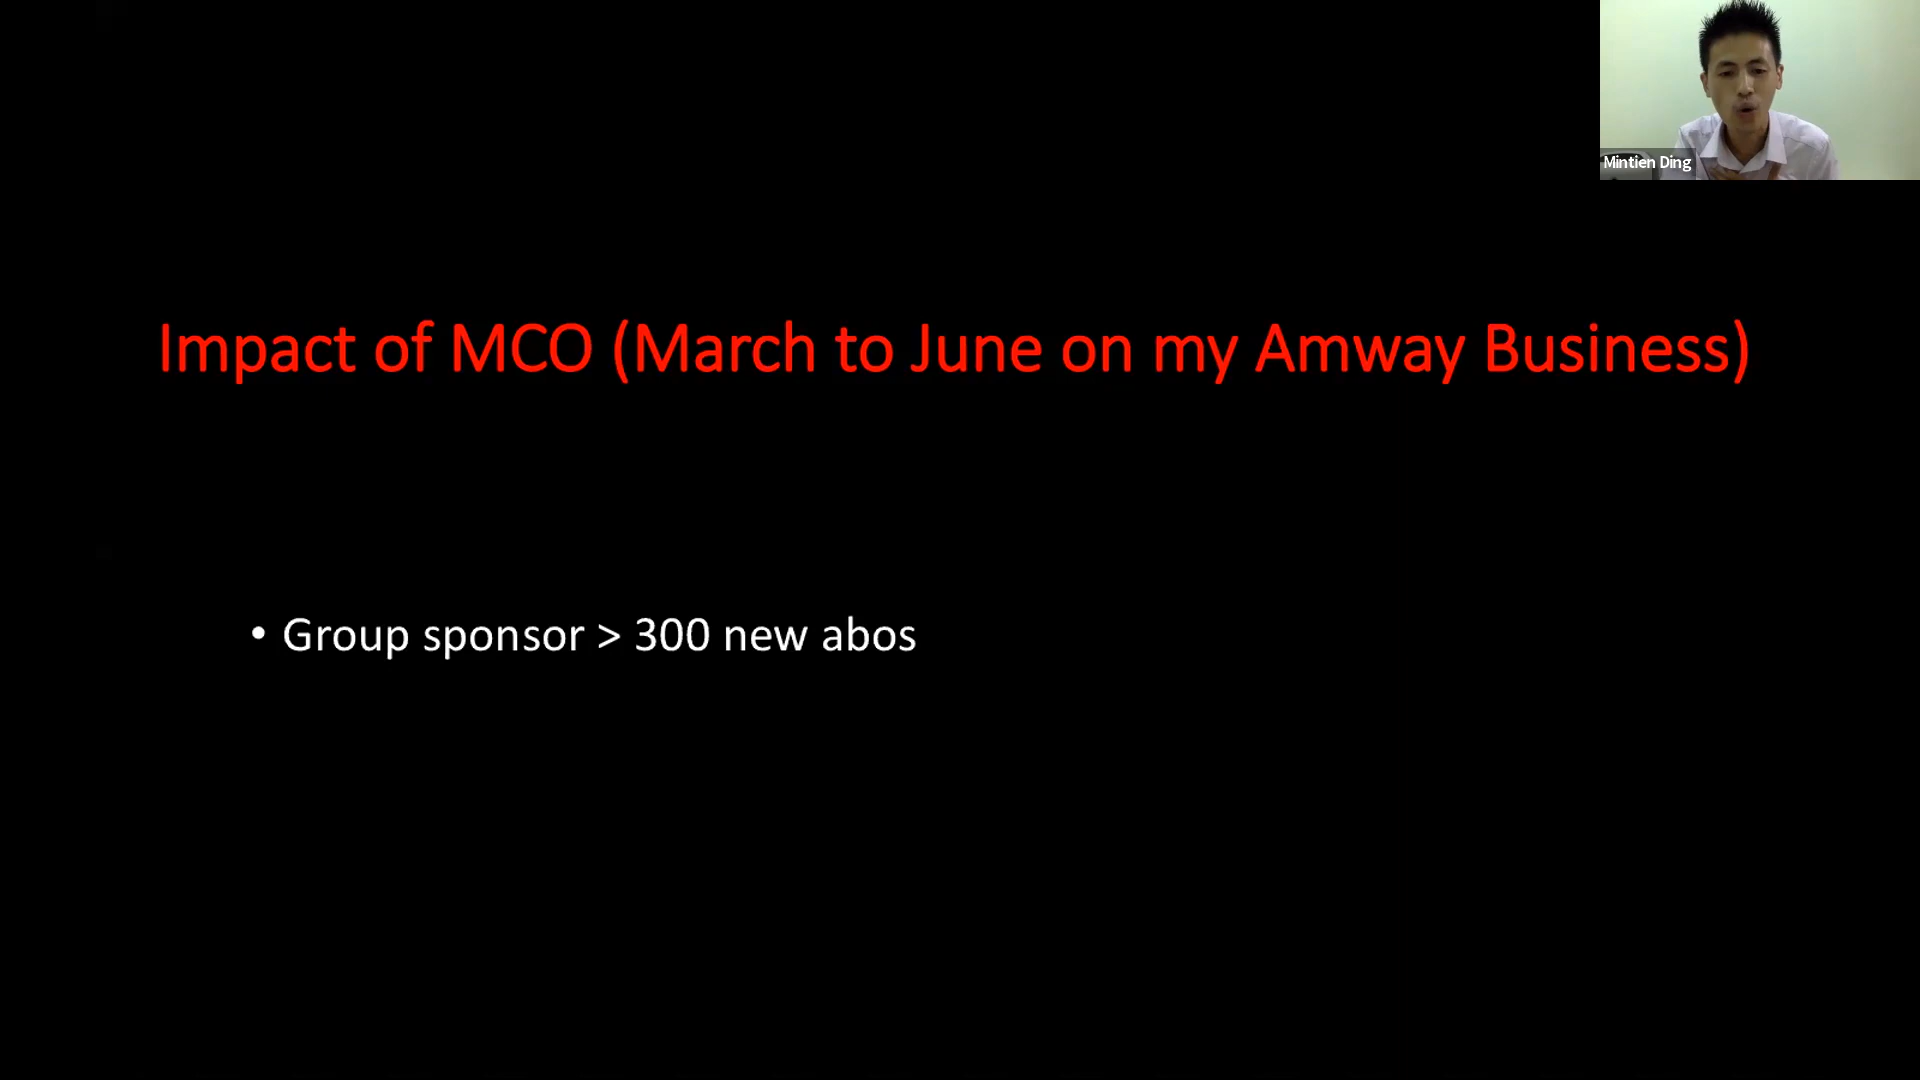 Mintien Ding
Impact of MCO (March to June on my Amway Business)
• Group sponsor > 300 new abos